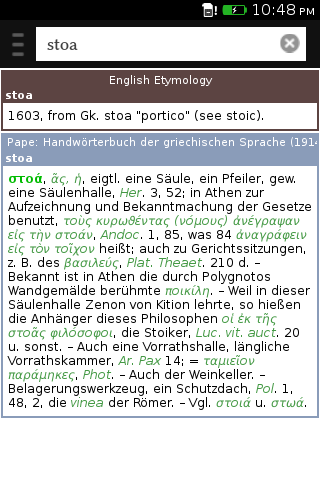 10:48 PM
stoa
English Etymology
stoa
1603, from Gk. stoa "portico" (see stoic).
Pape: Handwörterbuch der griechischen Sprache (191
stoa
στοά, ᾶς, ἡ, eigtl. eine Säule, ein Pfeiler, gew.
eine Säulenhalle, Her. 3, 52; in Athen zur
Aufzeichnung und Bekanntmachung der Gesetze
benutzt, τοὺς κυρωθέντας (νόμους) ἀνέγραψαν
εἰς τὴν στοάν, Andoc. 1, 85, was 84 ἀναγράφειν
εἰς τὸν τοῖχον heißt; auch zu Gerichtssitzungen,
z. B. des βασιλεύς, Plat. Theaet. 210 d. –
Bekannt ist in Athen die durch Polygnotos
Wandgemälde berühmte ποικίλη. – Weil in dieser
Säulenhalle Zenon von Kition lehrte, so hießen
die Anhänger dieses Philosophen οἱ ἐκ τῆς
στοᾶς φιλόσοφοι, die Stoiker, Luc. vit. auct. 20
u. sonst. – Auch eine Vorrathshalle, längliche
Vorrathskammer, Ar. Pax 14; = ταμιεῖον
παράμηκες, Phot. – Auch der Weinkeller. –
Belagerungswerkzeug, ein Schutzdach, Pol. 1,
48, 2, die vinea der Römer. – Vgl. στοιά u. στωά.